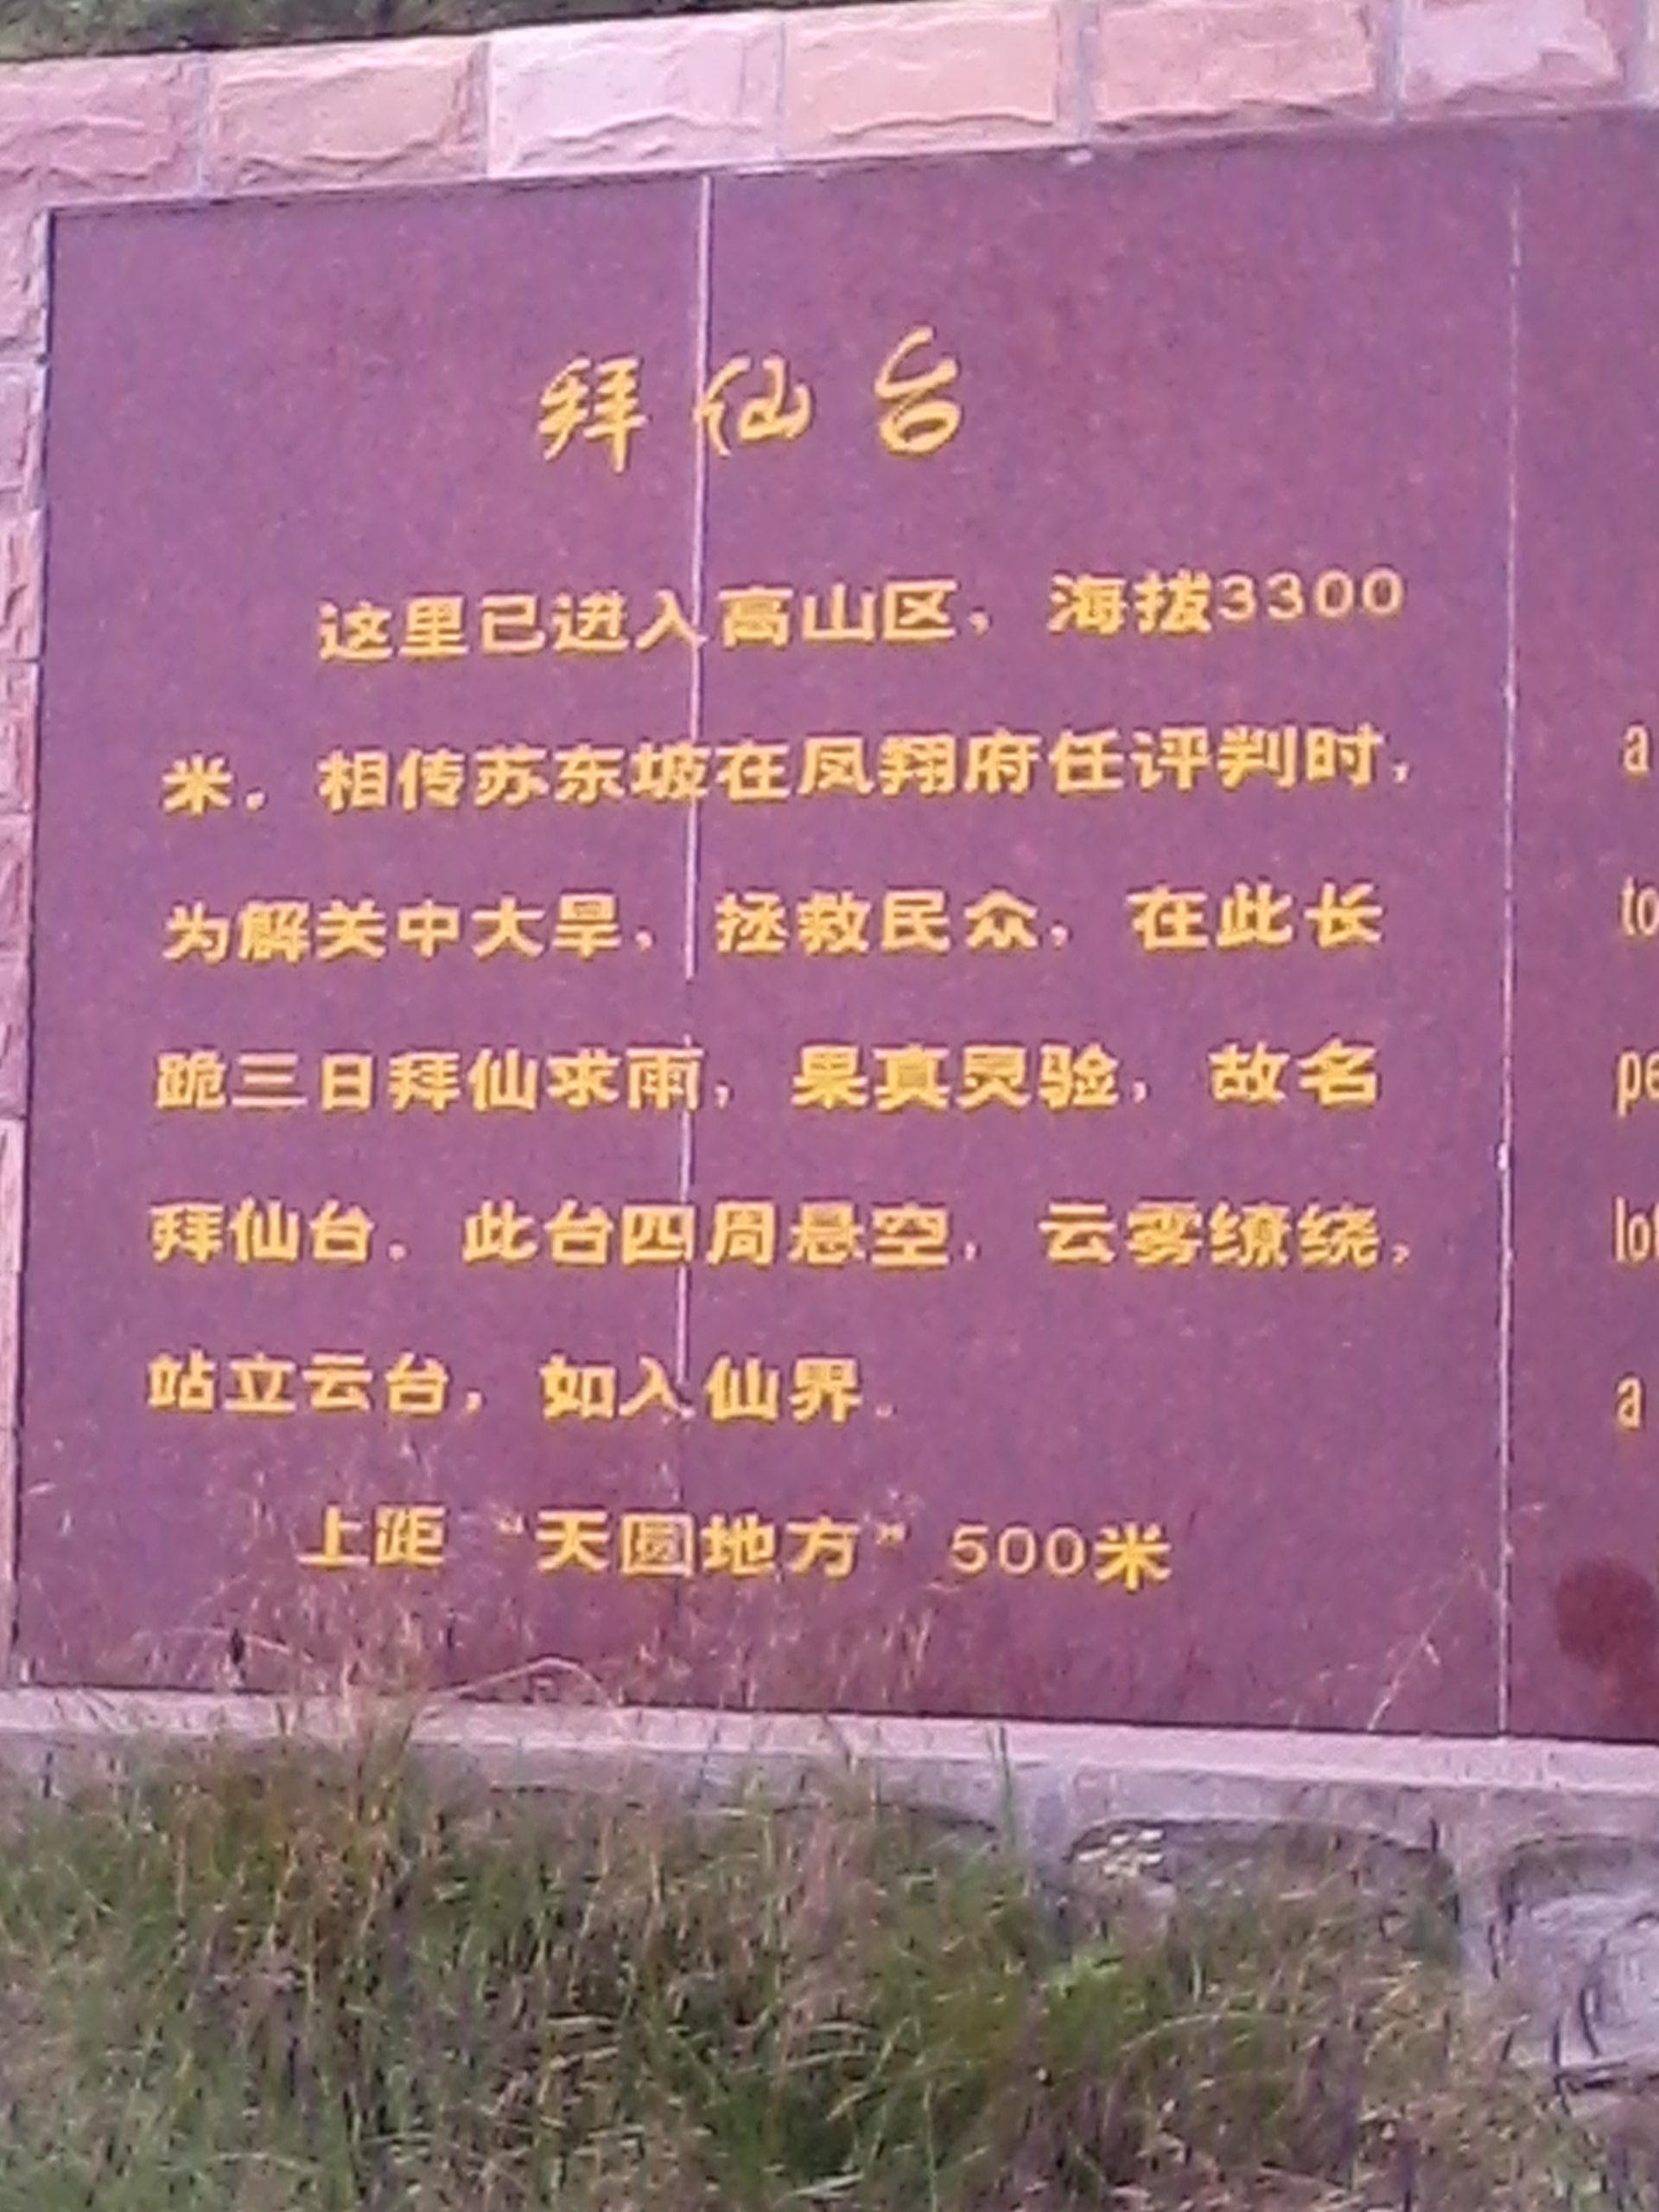 拜仙台
这里已进入高山区，海拔3300
米。相传苏东坡在凤翔府任评判时，
为解关中大旱，拯救民众，在此长
跪三日拜仙求雨，果真灵验，故名
拜仙台。此台四周悬空，云雾缭绕，
站立云台，如入仙界。
上距“天圆地方”500米
a
to
pe
a